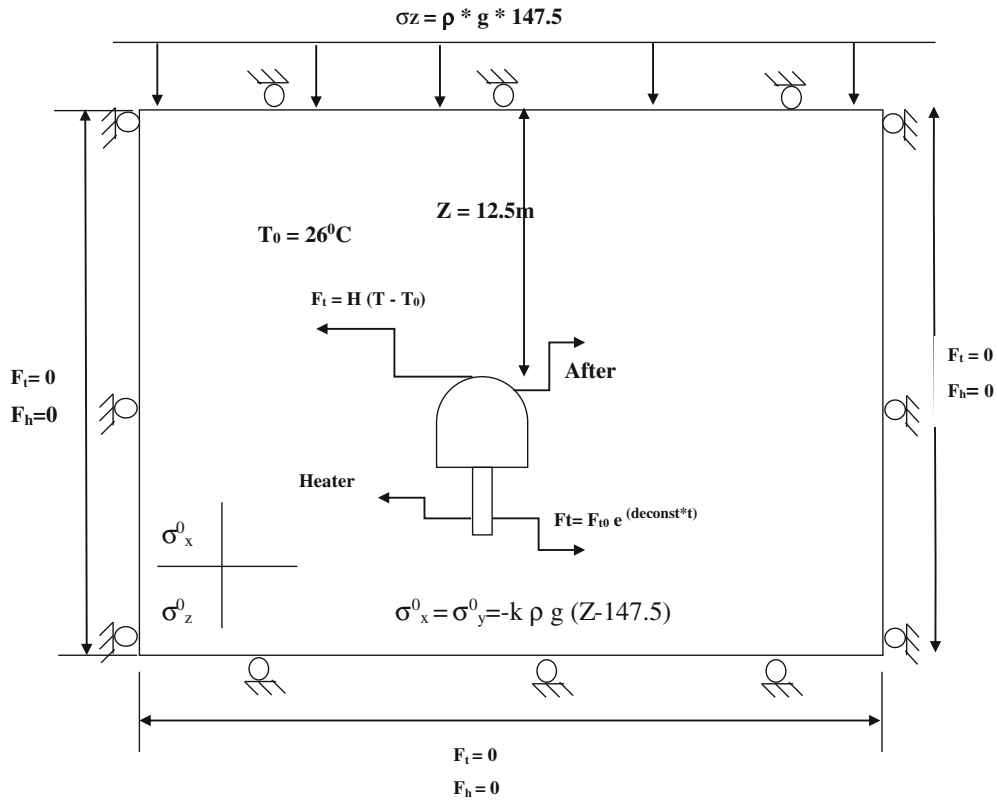 σz = ρ * g * 147.5
Z = 12.5m
T₀ = 26⁰C
Fₜ = H (T - T₀)
After
Fₜ = 0
Fₕ = 0
Fₜ= 0
Fₕ=0
Heater
Ft= Fₜ₀ e ^(deconst*t)
σ⁰ₓ
σ⁰z
σ⁰ₓ = σ⁰y=-k ρ g (Z-147.5)
Fₜ = 0
Fₕ = 0